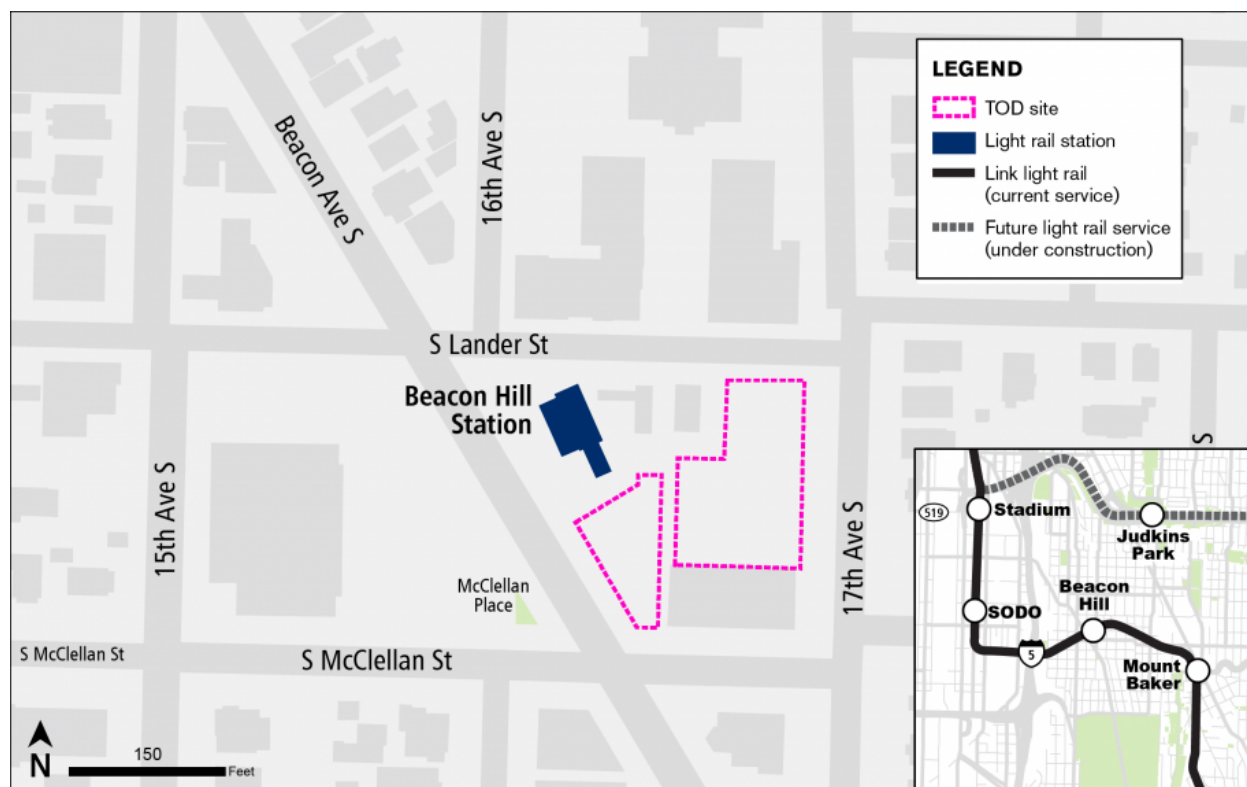 Beacon Ave S
16th Ave S
S Lander St
Beacon Hill
Station
15th Ave S
17th Ave S
McClellan
Place
S McClellan St
S McClellan St
N
150
Feet
LEGEND
TOD site
Light rail station
Link light rail
(current service)
Future light rail service
(under construction)
S
519
Stadium
Judkins
Park
Beacon
Hill
SODO
5
Mount
Baker